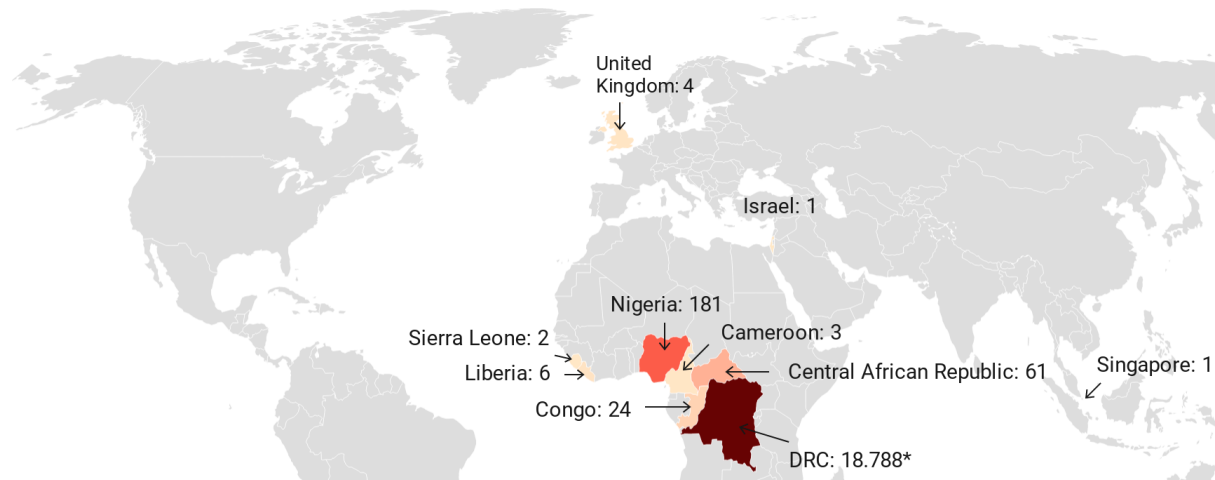 United
Kingdom: 4
Israel: 1
Nigeria: 181
Cameroon: 3
Sierra Leone: 2
Liberia: 6
Central African Republic: 61
Singapore: 1
Congo: 24
DRC: 18.788*